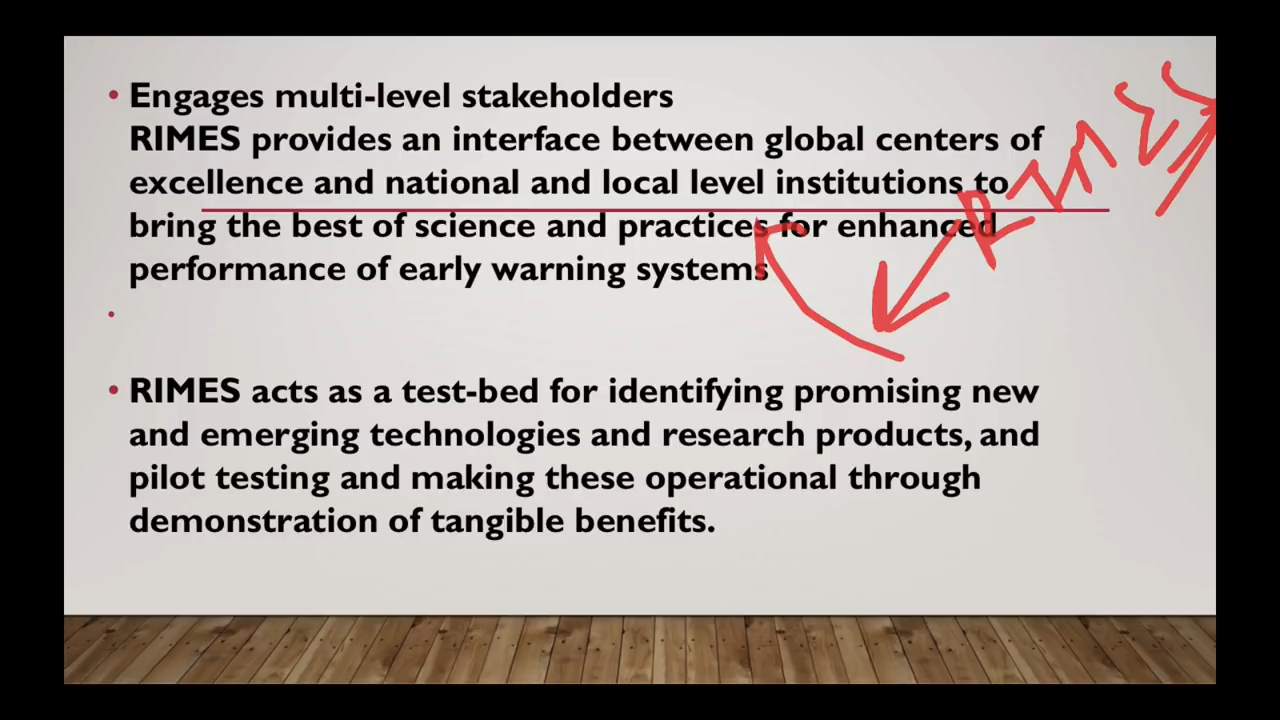 Engages multi-level stakeholders
RIMES provides an interface between global centers of
excellence and national and local level institutions to
bring the best of science and practices for enhanced
performance of early warning systems
RIMES
RIMES acts as a test-bed for identifying promising new
and emerging technologies and research products, and
pilot testing and making these operational through
demonstration of tangible benefits.